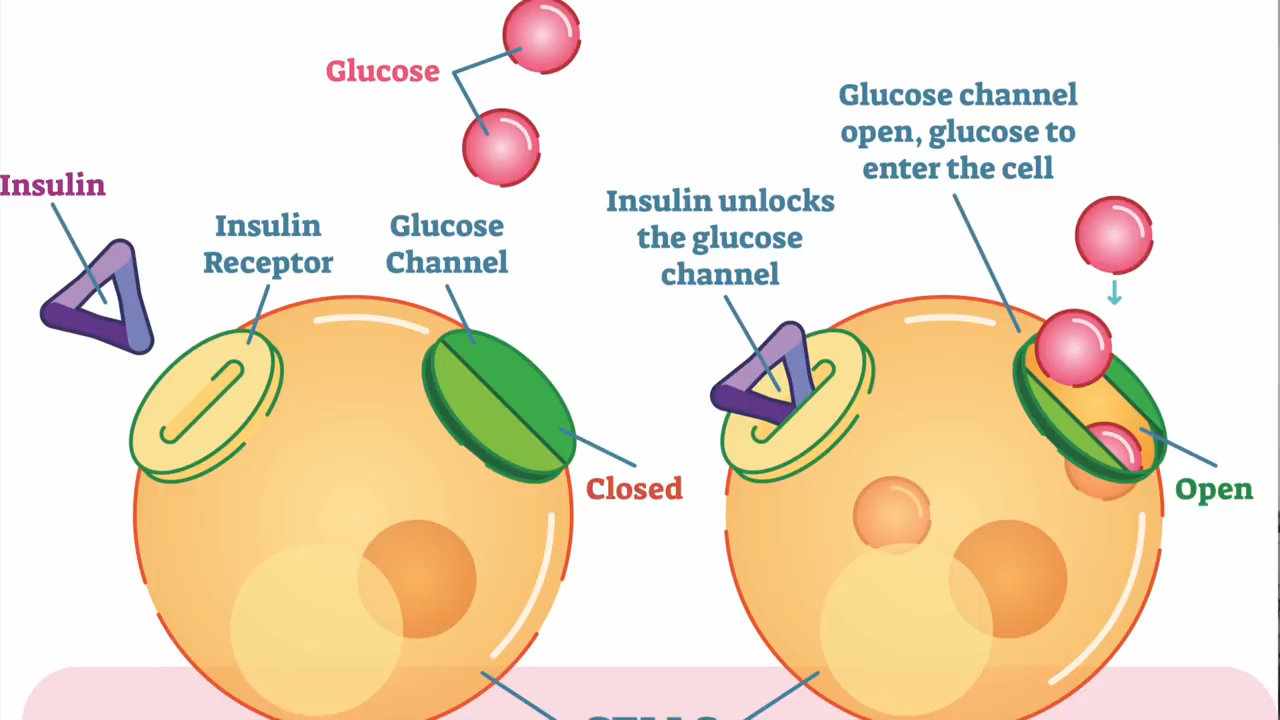 Glucose
Glucose channel
open, glucose to
enter the cell
Insulin
Insulin
Receptor
Glucose
Channel
Insulin unlocks
the glucose
channel
Closed
Open